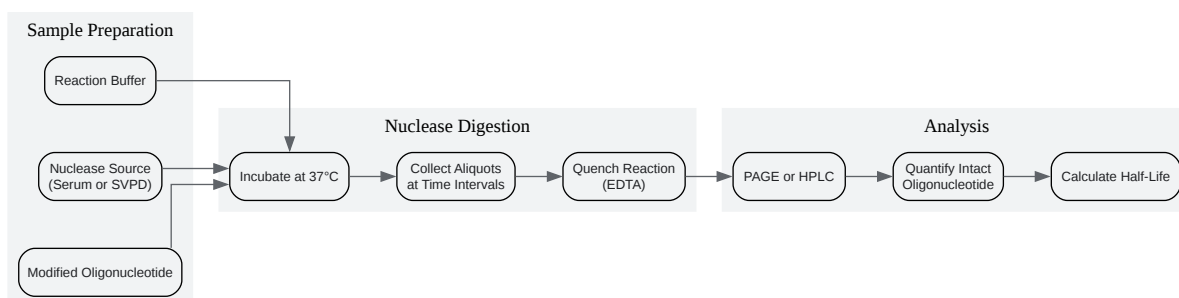 Sample Preparation
Reaction Buffer
Nuclease Source
(Serum or SVPD)
Modified Oligonucleotide
Nuclease Digestion
Incubate at 37°C
Collect Aliquots
at Time Intervals
Quench Reaction
(EDTA)
Analysis
PAGE or HPLC
Quantify Intact
Oligonucleotide
Calculate Half-Life